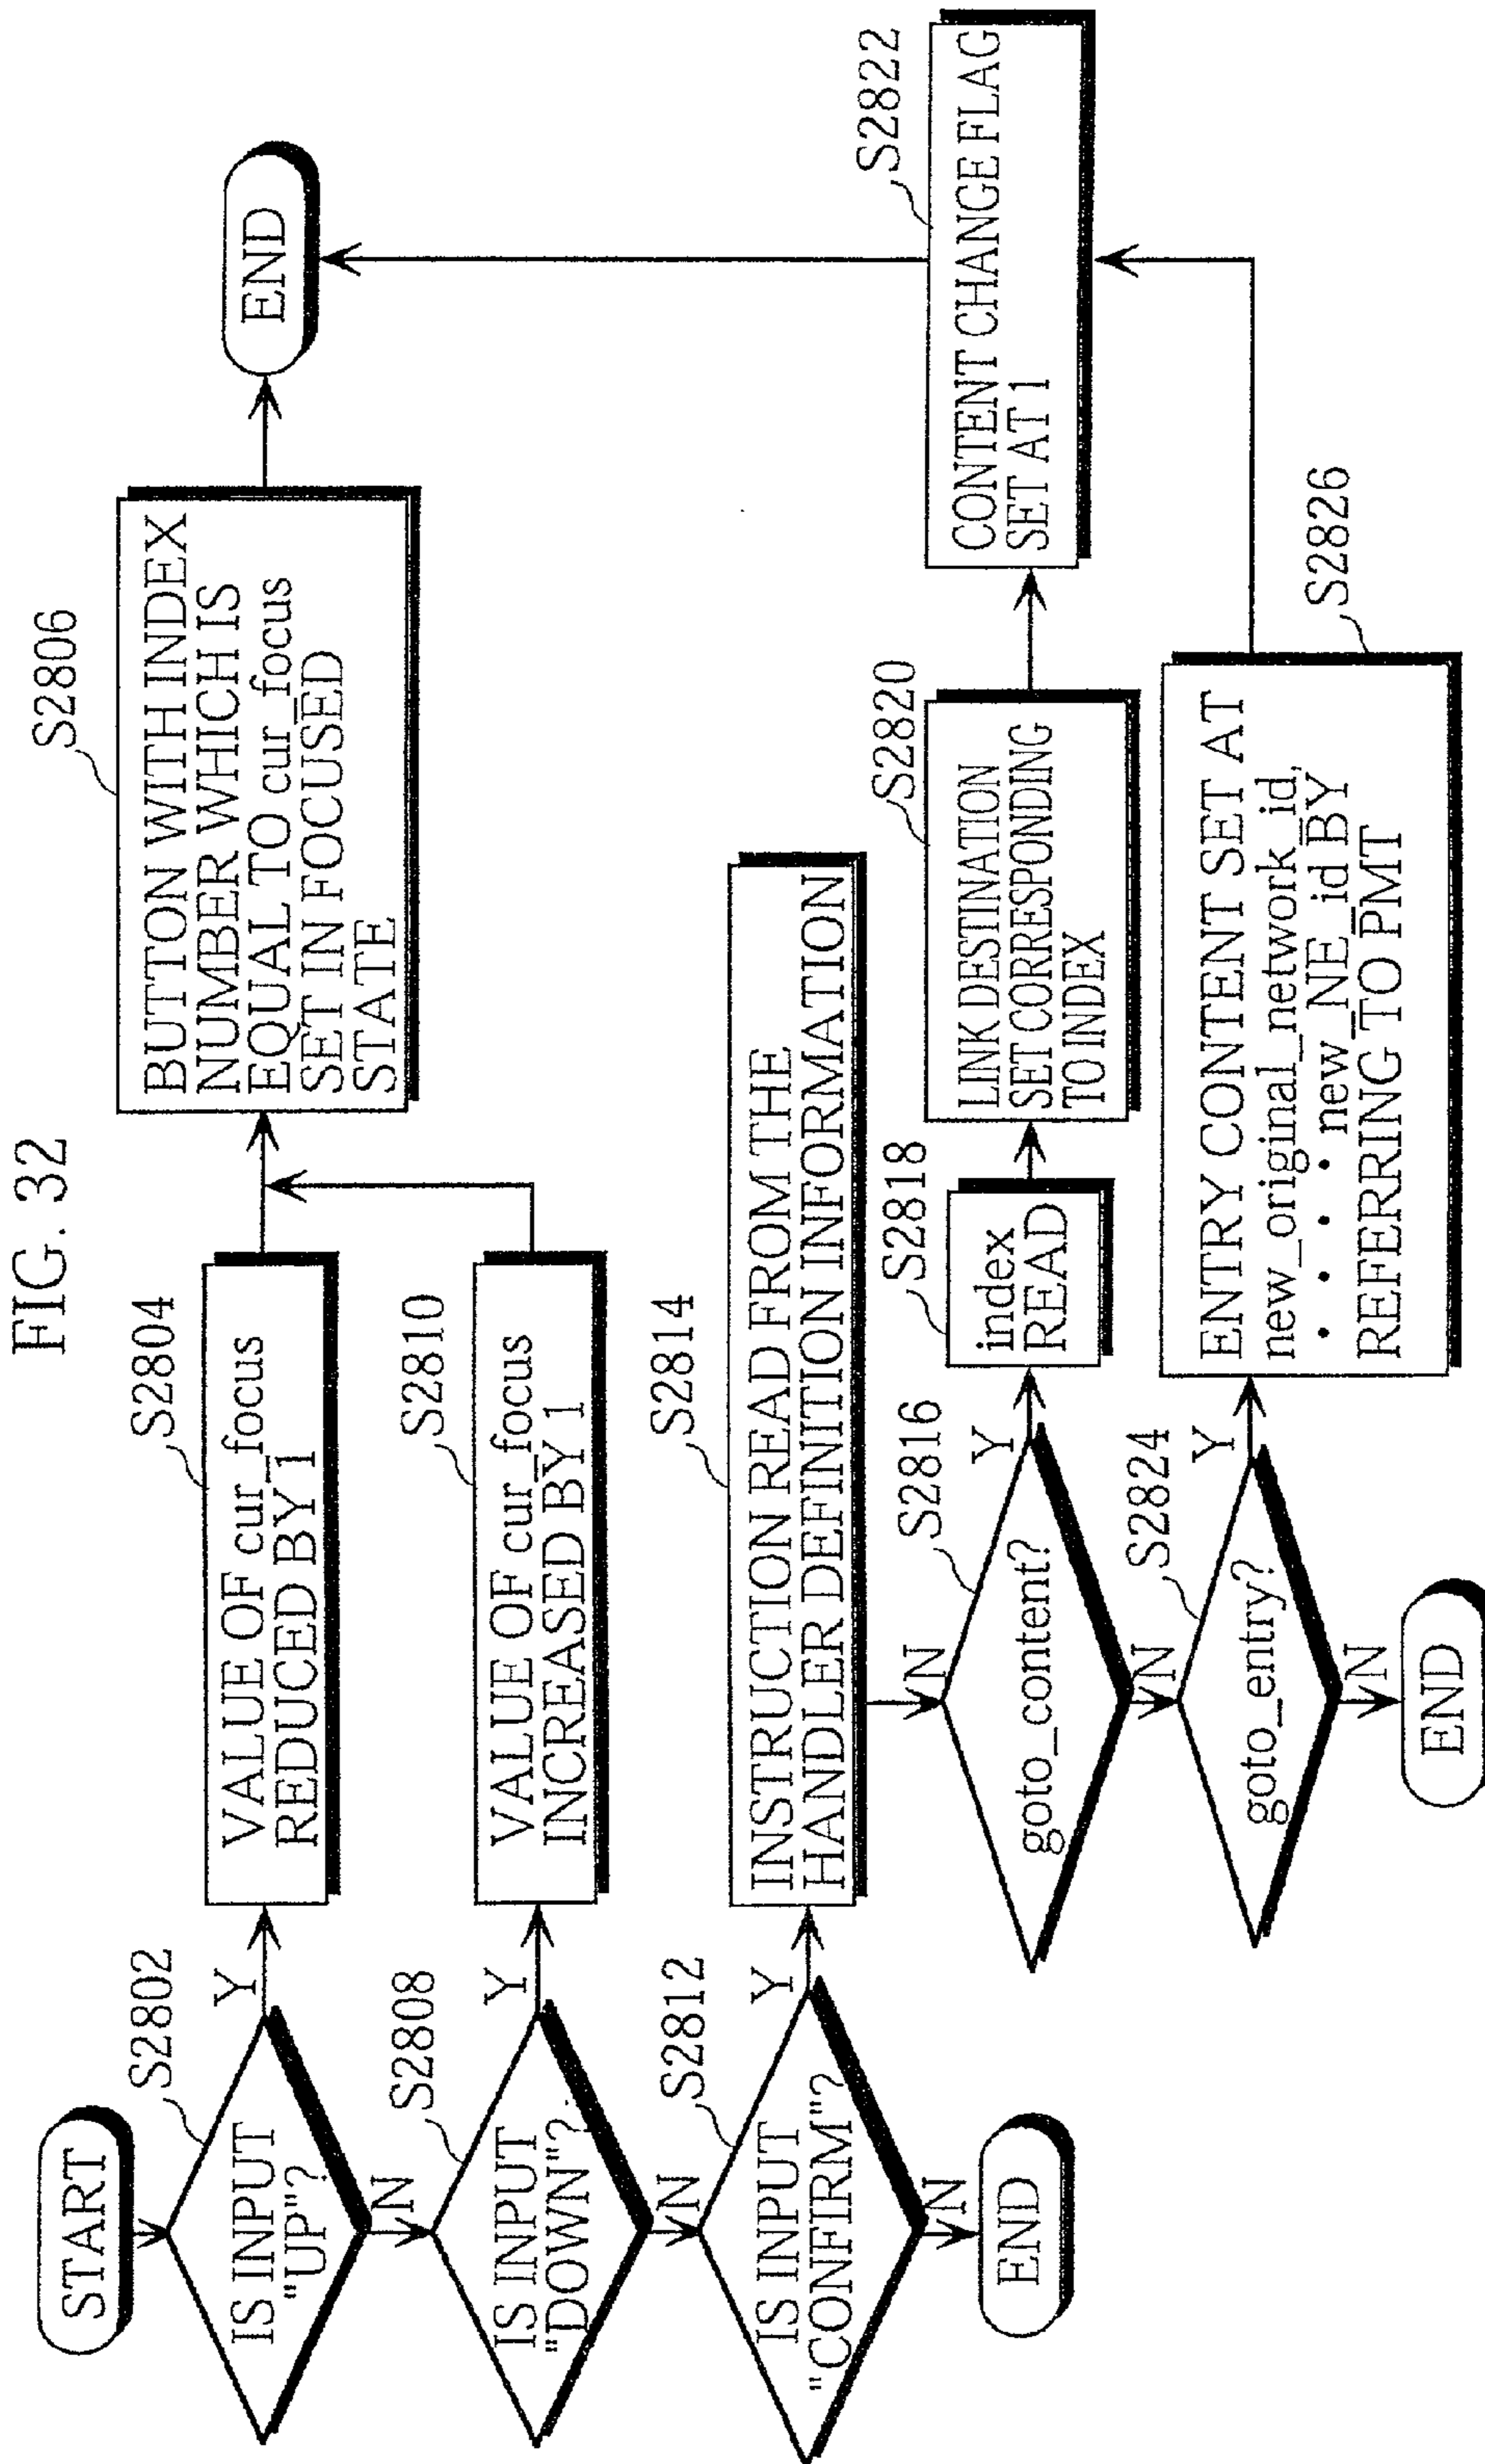 FIG. 32
START
S2802
IS INPUT
"UP"?
Y
N
S2804
VALUE OF cur_focus
REDUCED BY 1
S2806
BUTTON WITH INDEX
NUMBER WHICH IS
EQUAL TO cur_focus
SET IN FOCUSED
STATE
END
S2808
IS INPUT
"DOWN"?
Y
N
S2810
VALUE OF cur_focus
INCREASED BY 1
S2812
IS INPUT
"CONFIRM"?
Y
N
END
S2814
INSTRUCTION READ FROM THE
HANDLER DEFINITION INFORMATION
N
S2816
goto_content?
Y
N
S2818
index
READ
S2820
LINK DESTINATION
SET CORRESPONDING
TO INDEX
S2822
CONTENT CHANGE FLAG
SET AT 1
S2824
goto_entry?
Y
N
END
S2826
ENTRY CONTENT SET AT
new_original_network_id,
• • • • new_NE_id BY
REFERRING TO PMT